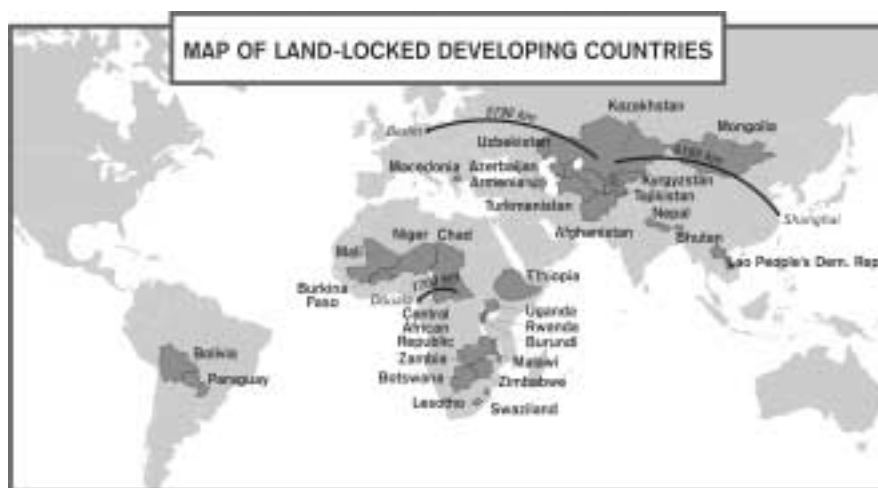 MAP OF LAND-LOCKED DEVELOPING COUNTRIES
Kazakhstan
Mongolia
Uzbekistan
Macedonia
Azerbaijan
Armenia
Kyrgyzstan
Tajikistan
Turkmenistan
Nepal
Shanghai
Afghanistan
Bhutan
Niger
Chad
Mali
Lao People's Dem. Rep
Ethiopia
Burkina
Faso
Central
African
Republic
Uganda
Rwanda
Burundi
Bolivia
Zambia
Malawi
Paraguay
Botswana
Zimbabwe
Lesotho
Swaziland